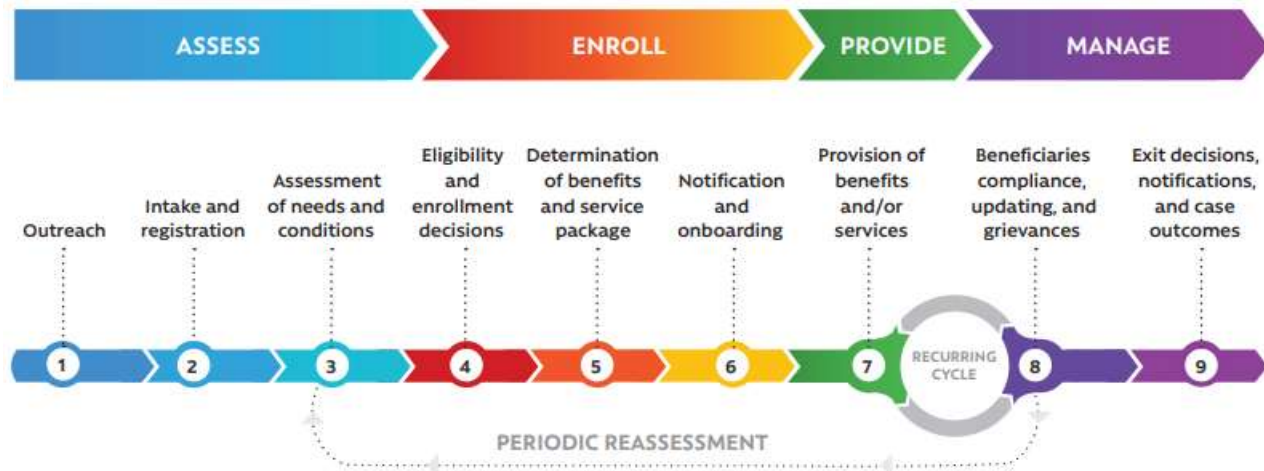 ASSESS
ENROLL
PROVIDE
MANAGE
Outreach
Intake and
registration
Assessment
of needs and
conditions
Eligibility
and
enrollment
decisions
Determination
of benefits
and service
package
Notification
and
onboarding
Provision of
benefits
and/or
services
Beneficiaries
compliance,
updating, and
grievances
Exit decisions,
notifications,
and case
outcomes
1
2
3
4
5
6
7
RECURRING
CYCLE
8
9
PERIODIC REASSESSMENT